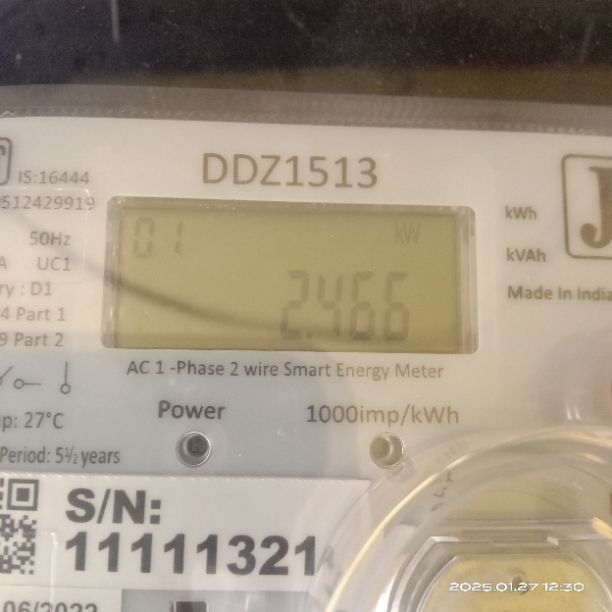 DDZ1513
IS:16444
512429919
50Hz
A UC1
ry : D1
4 Part 1
9 Part 2
01 kW
2.466
kWh
kVAh
J
Made In India
AC 1 -Phase 2 wire Smart Energy Meter
p: 27°C
Period: 5½ years
Power
1000imp/kWh
S/N:
11111321
06/2022
2025.01.27 12:30